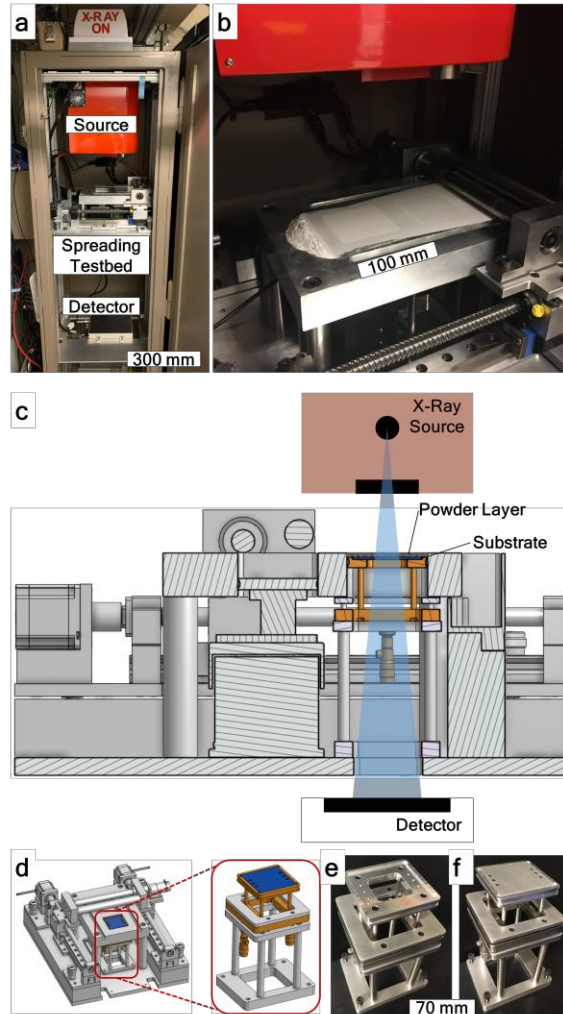 a
X-RAY
ON
Source
Spreading
Testbed
Detector
300 mm
b
100 mm
c
X-Ray
Source
Powder Layer
Substrate
Detector
d
e
f
70 mm